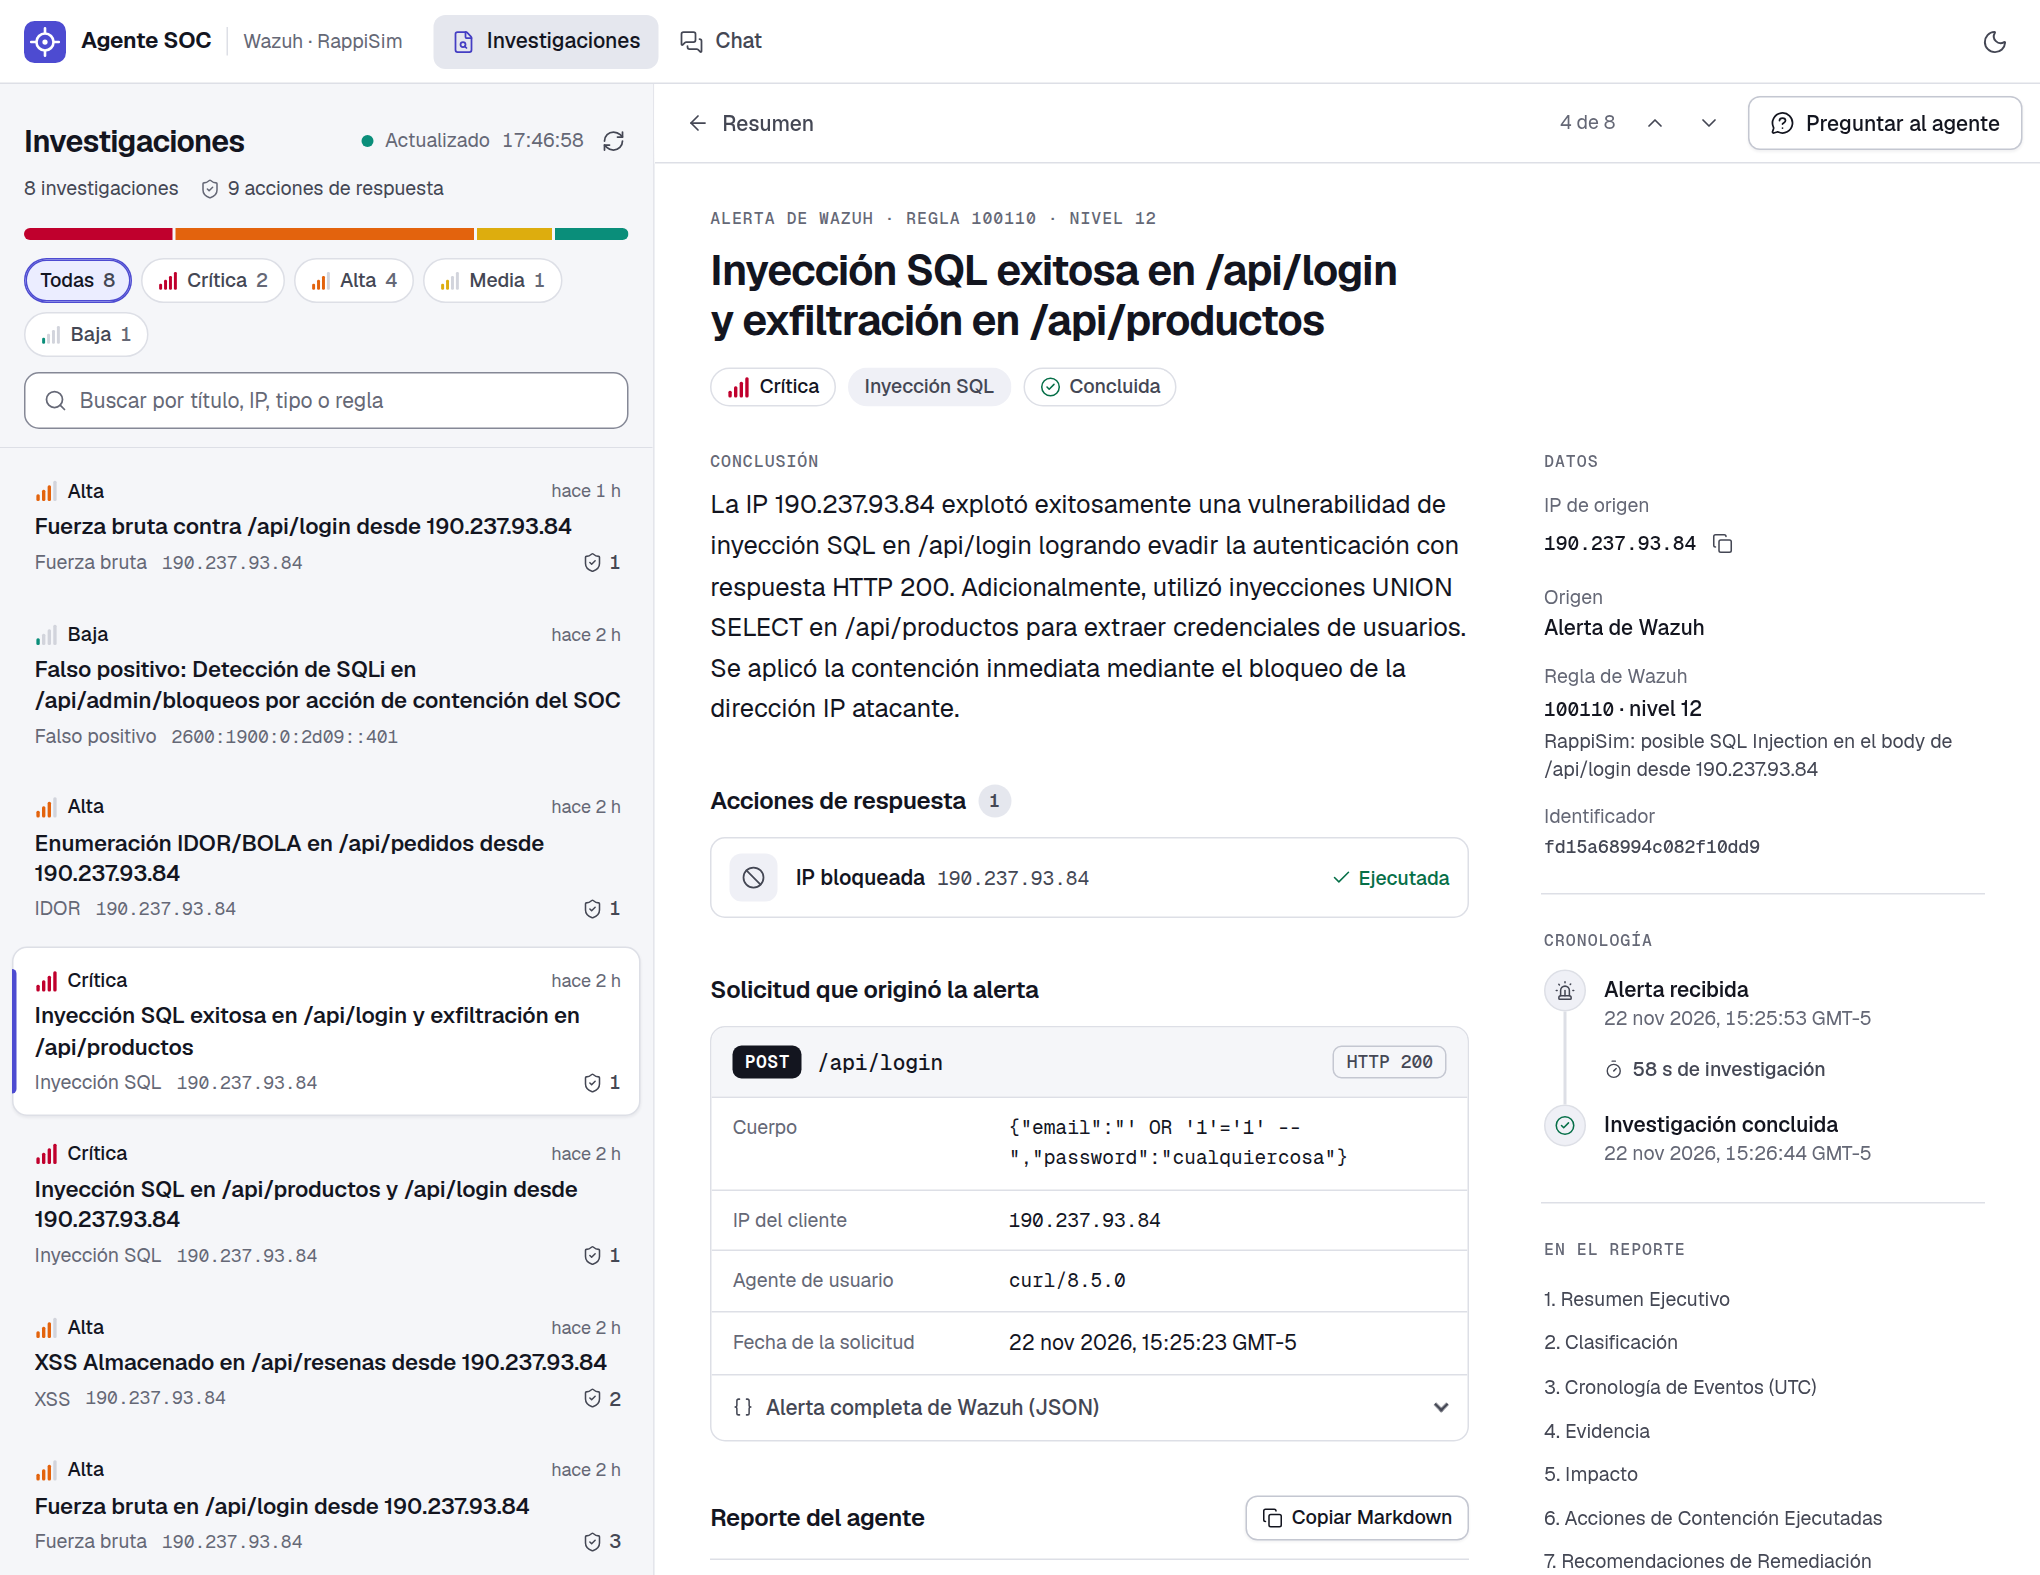 Agente SOC
Wazuh · RappiSim
Investigaciones
Chat
Investigaciones
Actualizado 17:46:58
8 investigaciones
9 acciones de respuesta
Todas 8
Crítica 2
Alta 4
Media 1
Baja 1
Buscar por título, IP, tipo o regla
Alta
hace 1 h
Fuerza bruta contra /api/login desde 190.237.93.84
Fuerza bruta 190.237.93.84
1
Baja
hace 2 h
Falso positivo: Detección de SQLi en
/api/admin/bloqueos por acción de contención del SOC
Falso positivo 2600:1900:0:2d09::401
Alta
hace 2 h
Enumeración IDOR/BOLA en /api/pedidos desde
190.237.93.84
IDOR 190.237.93.84
1
Crítica
hace 2 h
Inyección SQL exitosa en /api/login y exfiltración en
/api/productos
Inyección SQL 190.237.93.84
1
Crítica
hace 2 h
Inyección SQL en /api/productos y /api/login desde
190.237.93.84
Inyección SQL 190.237.93.84
1
Alta
hace 2 h
XSS Almacenado en /api/resenas desde 190.237.93.84
XSS 190.237.93.84
2
Alta
hace 2 h
Fuerza bruta en /api/login desde 190.237.93.84
Fuerza bruta 190.237.93.84
3
Resumen
4 de 8
Preguntar al agente
ALERTA DE WAZUH · REGLA 100110 · NIVEL 12
Inyección SQL exitosa en /api/login
y exfiltración en /api/productos
Crítica
Inyección SQL
Concluida
CONCLUSIÓN
La IP 190.237.93.84 explotó exitosamente una vulnerabilidad de
inyección SQL en /api/login logrando evadir la autenticación con
respuesta HTTP 200. Adicionalmente, utilizó inyecciones UNION
SELECT en /api/productos para extraer credenciales de usuarios.
Se aplicó la contención inmediata mediante el bloqueo de la
dirección IP atacante.
Acciones de respuesta 1
IP bloqueada 190.237.93.84
Ejecutada
Solicitud que originó la alerta
POST /api/login
HTTP 200
Cuerpo
{"email":"' OR '1'='1' --
","password":"cualquiercosa"}
IP del cliente
190.237.93.84
Agente de usuario
curl/8.5.0
Fecha de la solicitud
22 nov 2026, 15:25:23 GMT-5
{} Alerta completa de Wazuh (JSON)
Reporte del agente
Copiar Markdown
DATOS
IP de origen
190.237.93.84
Origen
Alerta de Wazuh
Regla de Wazuh
100110 · nivel 12
RappiSim: posible SQL Injection en el body de
/api/login desde 190.237.93.84
Identificador
fd15a68994c082f10dd9
CRONOLOGÍA
Alerta recibida
22 nov 2026, 15:25:53 GMT-5
58 s de investigación
Investigación concluida
22 nov 2026, 15:26:44 GMT-5
EN EL REPORTE
1. Resumen Ejecutivo
2. Clasificación
3. Cronología de Eventos (UTC)
4. Evidencia
5. Impacto
6. Acciones de Contención Ejecutadas
7. Recomendaciones de Remediación